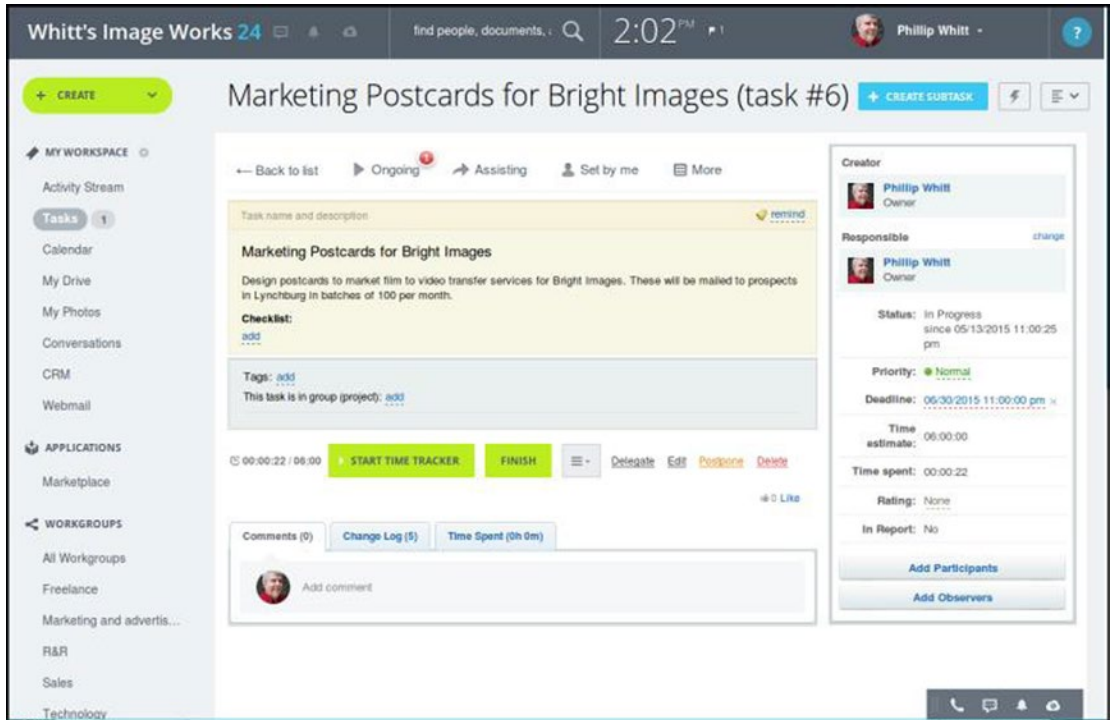 Whitt's Image Works 24
find people, documents, a
2:02 PM
1
Phillip Whitt
?
+ CREATE
Marketing Postcards for Bright Images (task #6)
+ CREATE SUBTASK
MY WORKSPACE
Activity Stream
Tasks 1
Calendar
My Drive
My Photos
Conversations
CRM
Webmail
APPLICATIONS
Marketplace
WORKGROUPS
All Workgroups
Freelance
Marketing and advertis...
R&R
Sales
Technology
← Back to list
Ongoing 1
Assisting
Set by me
More
Task name and description
remind
Marketing Postcards for Bright Images
Design postcards to market film to video transfer services for Bright Images. These will be mailed to prospects
in Lynchburg in batches of 100 per month.
Checklist:
add
Tags: add
This task is in group (project): add
00:00:22 / 06:00
START TIME TRACKER
FINISH
Delegate Edit Postpone Delete
0 Like
Comments (0)
Change Log (5)
Time Spent (0h 0m)
Add comment
Creator
Phillip Whitt
Owner
Responsible
change
Phillip Whitt
Owner
Status: In Progress
since 05/13/2015 11:00:25
pm
Priority: Normal
Deadline: 06/30/2015 11:00:00 pm ×
Time
estimate: 06:00:00
Time spent: 00:00:22
Rating: None
In Report: No
Add Participants
Add Observers